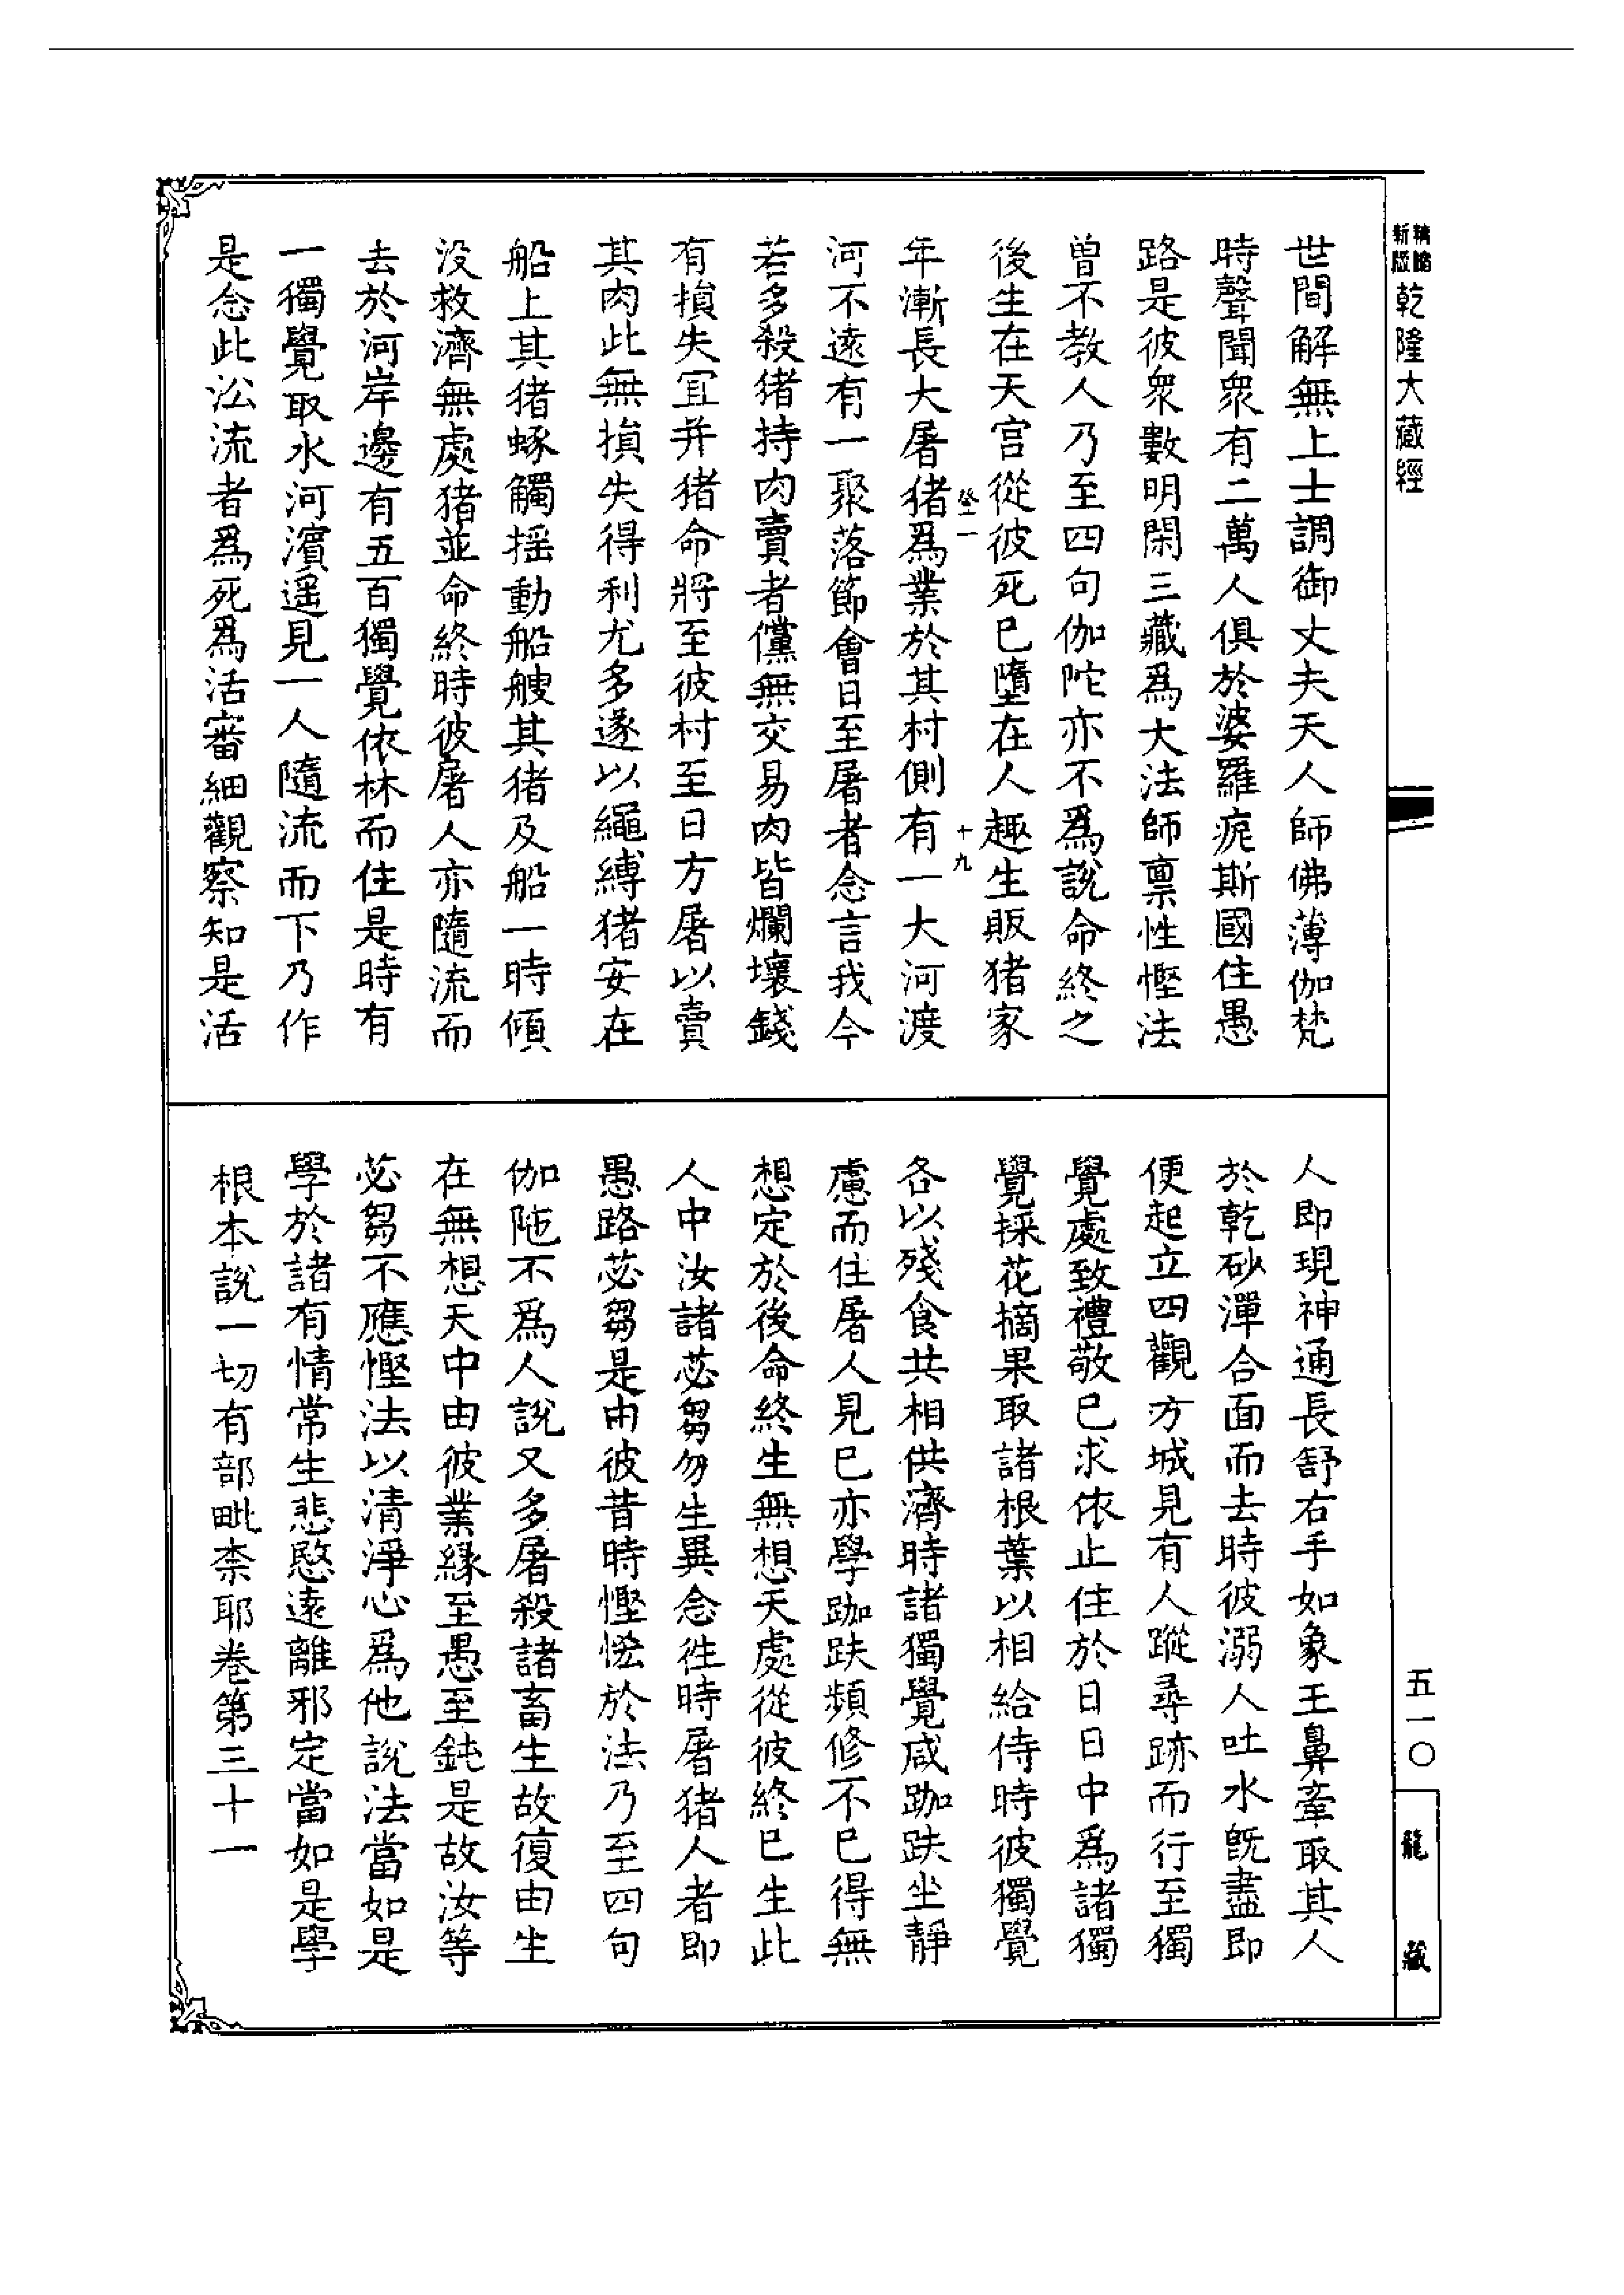 新版
乾隆大藏經
世間解無上士調御丈夫天人師佛薄伽梵
時聲聞衆有二萬人俱於婆羅痆斯國住愚
路是彼衆數明閑三藏爲大法師禀性慳法
曾不教人乃至四句伽陀亦不爲說命終之
後生在天宫從彼死已墮在人趣生販猪家
十九
年漸長大屠猪爲業於其村側有一大河渡
河不遠有一聚落節會日至屠者念言我今
若多殺猪持肉賣者儻無交易肉皆爛壞錢
有損失宜并猪命將至彼村至日方屠以賣
其肉此無損失得利尤多遂以繩縛猪安在
船上其猪蜍觸揺動船艘其猪及船一時傾
没救濟無處猪並命終時彼屠人亦隨流而
去於河岸邊有五百獨覺依林而住是時有
一獨覺取水河濱遥見一人隨流而下乃作
是念此㳂流者爲死爲活審細觀察知是活
人即現神通長舒右手如象王鼻牽取其人
於乾砂潬合面而去時彼溺人吐水既盡即
便起立四觀方城見有人蹤尋跡而行至獨
覺處致禮敬已求依止住於日日中爲諸獨
覺採花摘果取諸根葉以相給侍時彼獨覺
各以殘食共相供濟時諸獨覺咸跏趺坐靜
慮而住屠人見已亦學跏趺頻修不已得無
想定於後命終生無想天處從彼終已生此
人中汝諸苾芻勿生異念徃時屠猪人者即
愚路苾芻是由彼昔時慳恡於法乃至四句
伽陁不爲人說又多屠殺諸畜生故復由生
在無想天中由彼業緣至愚至鈍是故汝等
苾芻不應慳法以清淨心爲他說法當如是
學於諸有情常生悲愍遠離邪定當如是學
根本說一切有部毗柰耶卷第三十一
五一〇
龍藏